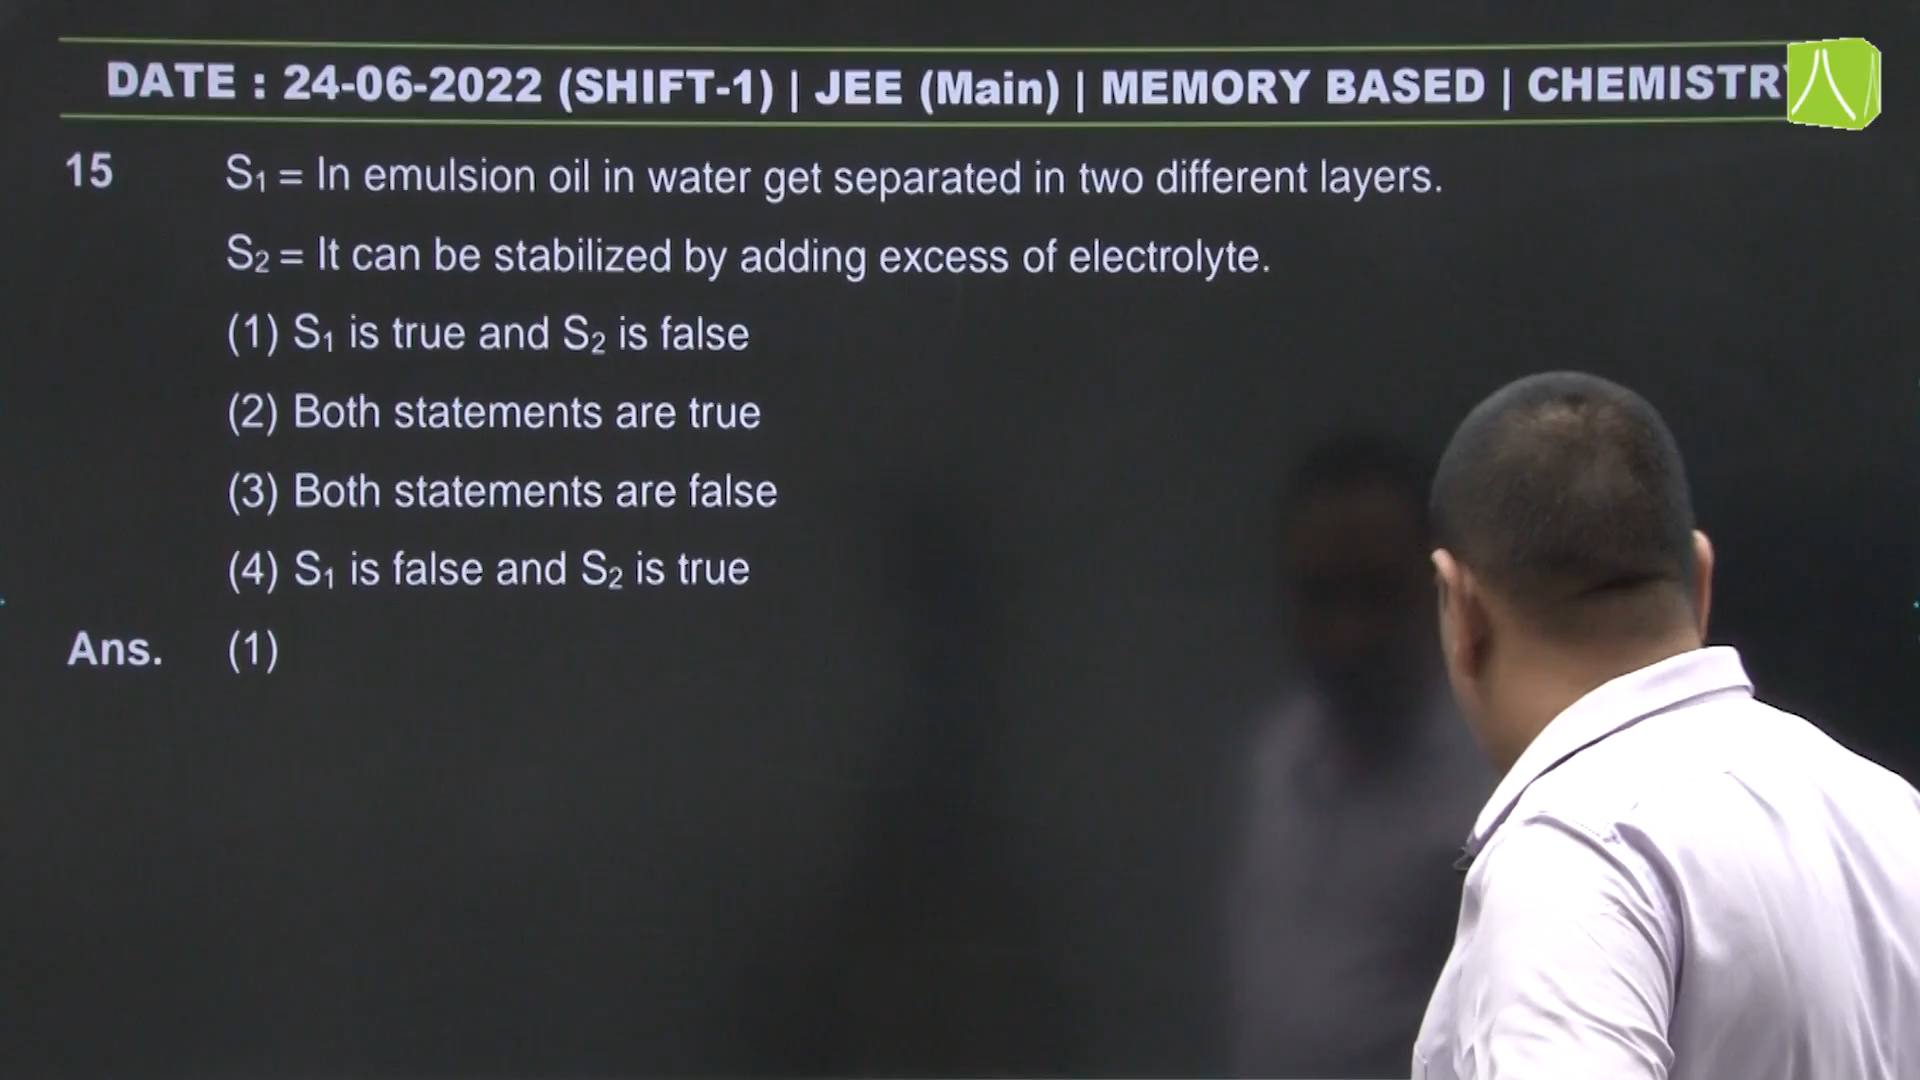 DATE : 24-06-2022 (SHIFT-1) | JEE (Main) | MEMORY BASED | CHEMISTRY
15 S₁ = In emulsion oil in water get separated in two different layers.
S₂ = It can be stabilized by adding excess of electrolyte.
(1) S₁ is true and S₂ is false
(2) Both statements are true
(3) Both statements are false
(4) S₁ is false and S₂ is true
Ans. (1)